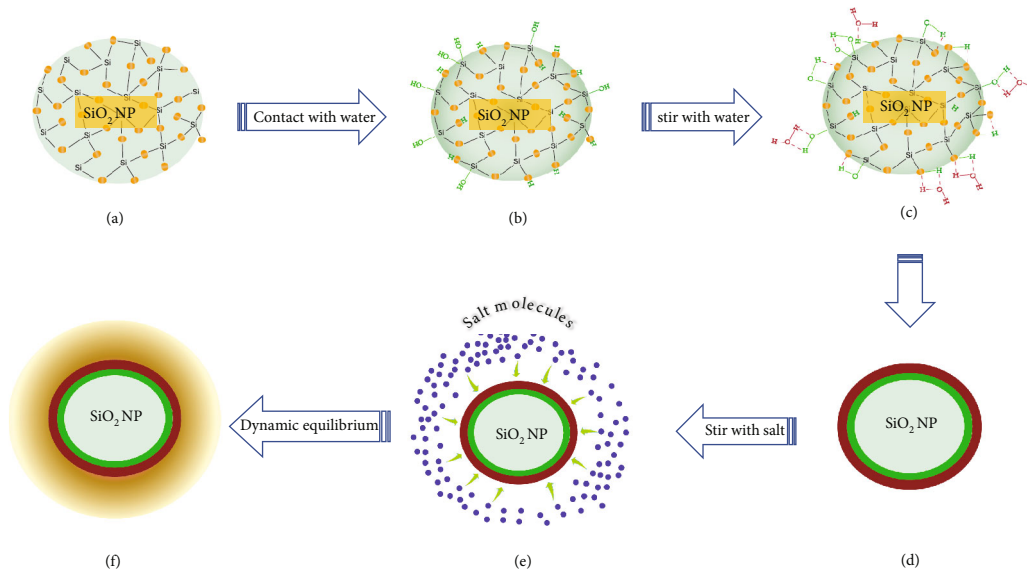 SiO₂ NP
Contact with water
SiO₂ NP
stir with water
SiO₂ NP
(a)
(b)
(c)
Salt molecules
SiO₂ NP
Dynamic equilibrium
SiO₂ NP
Stir with salt
SiO₂ NP
(f)
(e)
(d)